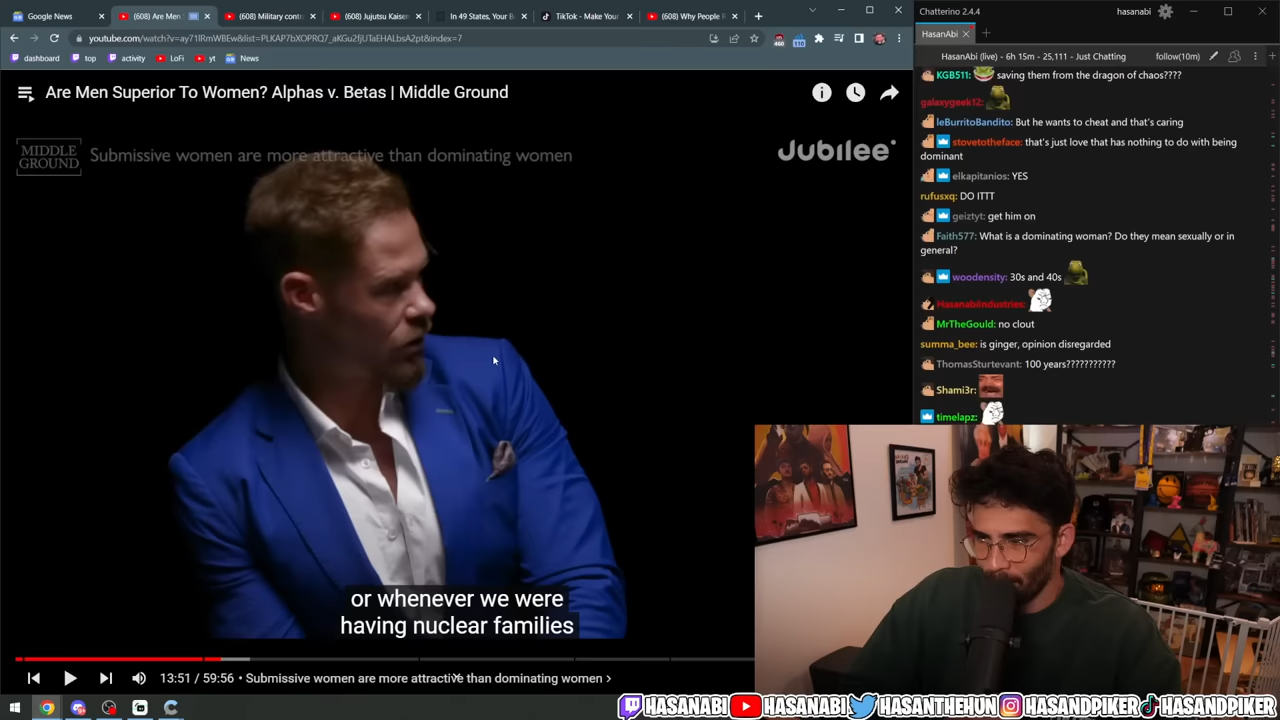 Google News
(608) Are Men
(608) Military contr
(608) Jujutsu Kaisen
In 49 States, Your B
TikTok - Make Your
(608) Why People R
youtube.com/watch?v=ay71IRmWBEw&list=PLKAP7bXOPRQ7_aKGu2fjUTaEHALbsA2pt&index=7
dashboard
top
activity
LoFi
yt
News
Are Men Superior To Women? Alphas v. Betas | Middle Ground
MIDDLE
GROUND
Submissive women are more attractive than dominating women
Jubilee
or whenever we were
having nuclear families
13:51 / 59:56 • Submissive women are more attractive than dominating women
Chatterino 2.4.4
hasanabi
HasanAbi
HasanAbi (live) - 6h 15m - 25,111 - Just Chatting
follow(10m)
KGB511: saving them from the dragon of chaos????
galaxygeek12:
leBurritoBandito: But he wants to cheat and that's caring
stovetotheface: that's just love that has nothing to do with being
dominant
elkapitanios: YES
rufusxq: DO ITTT
geiztyt: get him on
Faith577: What is a dominating woman? Do they mean sexually or in
general?
woodensity: 30s and 40s
HasanabiIndustries:
MrTheGould: no clout
summa_bee: is ginger, opinion disregarded
ThomasSturtevant: 100 years???????????
Shami3r:
timelapz:
HASANABI
HASANABI
HASANTHEHUN
HASANDPIKER
HASANDPIKER